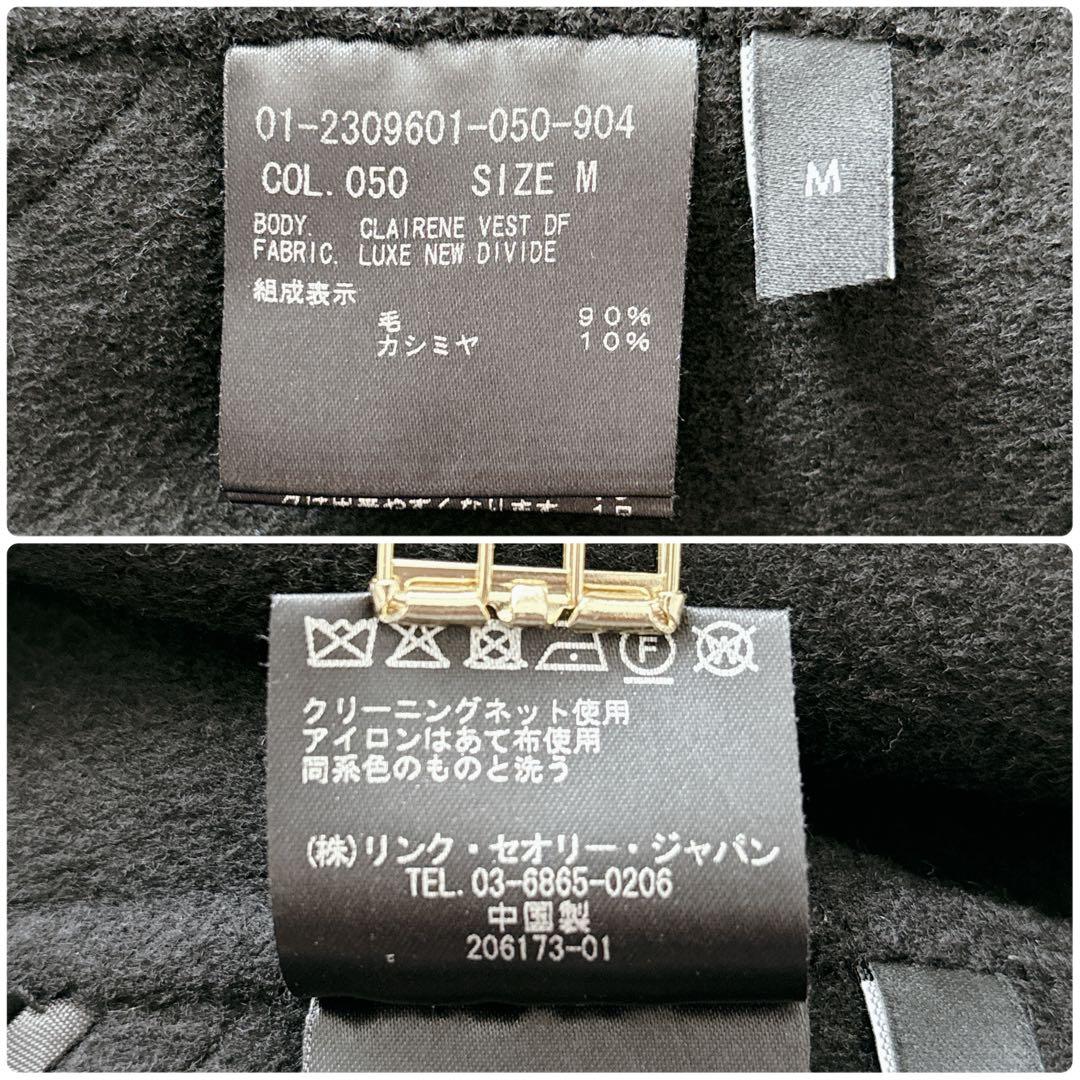 01-2309601-050-904
COL. 050 SIZE M
BODY. CLAIRENE VEST DF
FABRIC. LUXE NEW DIVIDE
組成表示
毛 90%
カシミヤ 10%
M
F
W
クリーニングネット使用
アイロンはあて布使用
同系色のものと洗う
(株)リンク・セオリー・ジャパン
TEL. 03-6865-0206
中国製
206173-01